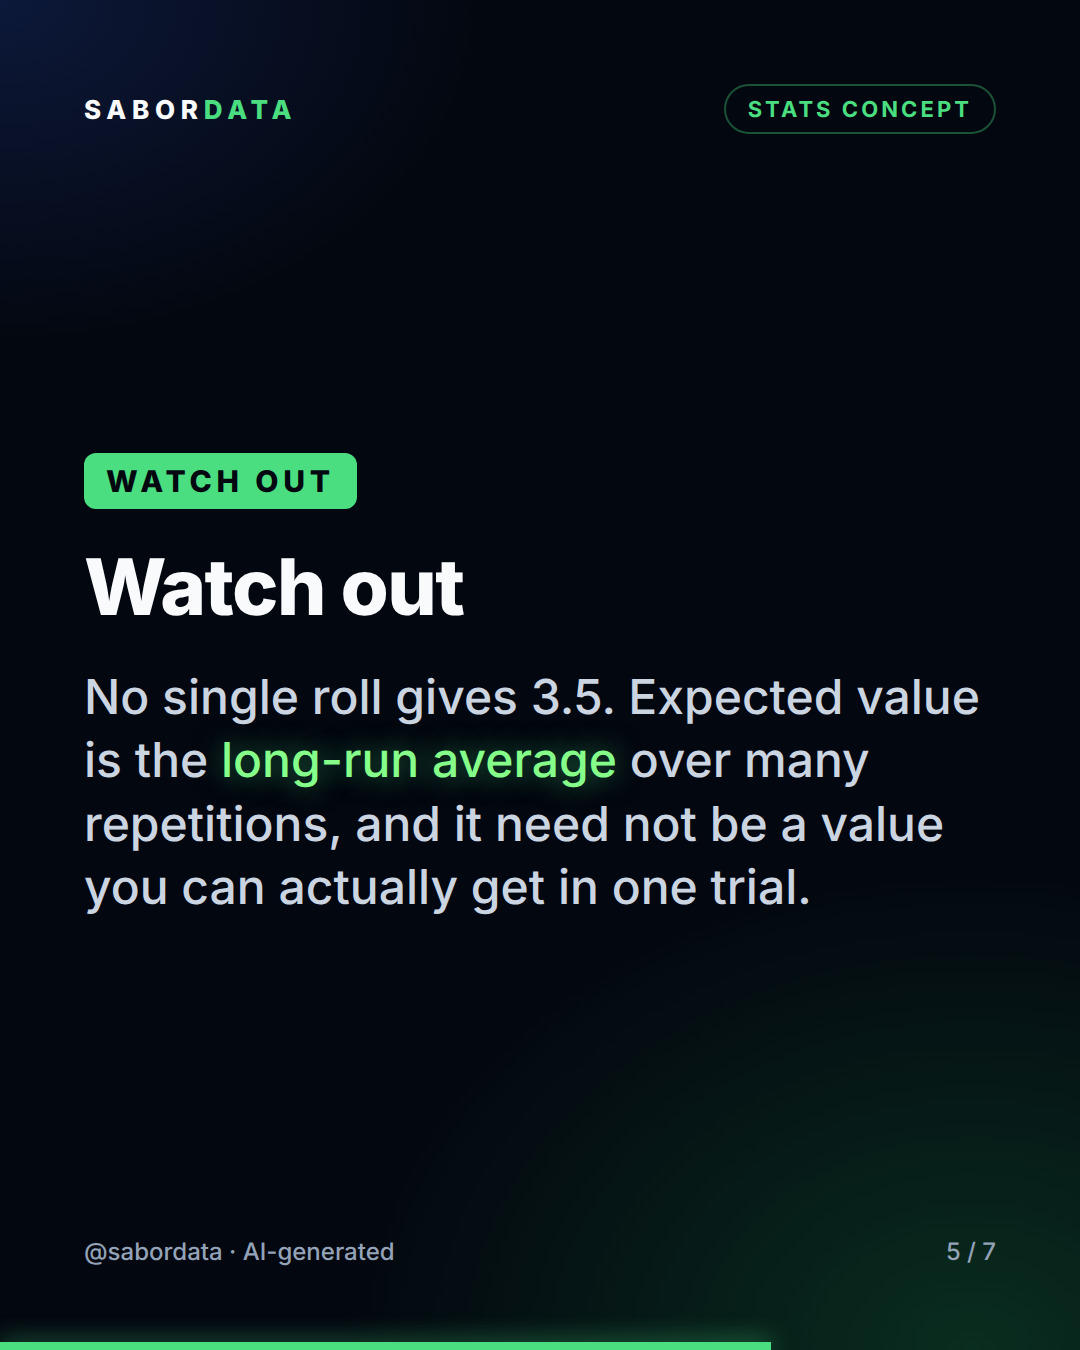 SABORDATA
STATS CONCEPT
WATCH OUT
Watch out
No single roll gives 3.5. Expected value
is the long-run average over many
repetitions, and it need not be a value
you can actually get in one trial.
@sabordata · AI-generated
5 / 7